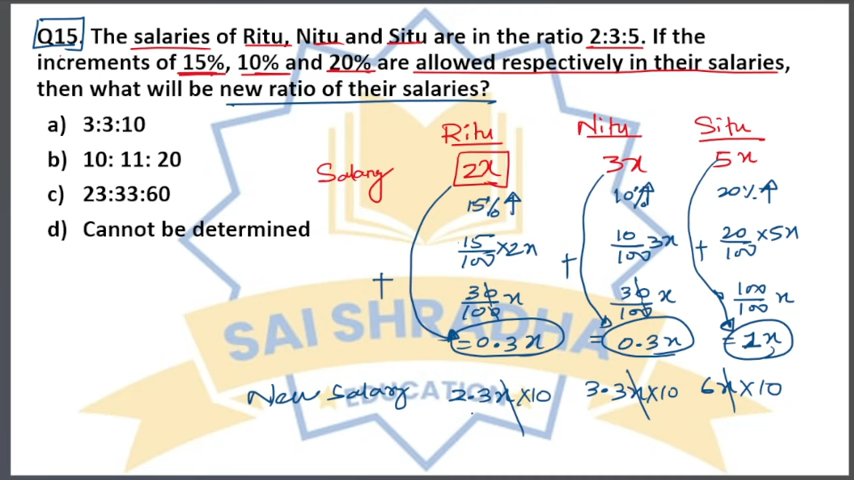 Q15. The salaries of Ritu, Nitu and Situ are in the ratio 2:3:5. If the
increments of 15%, 10% and 20% are allowed respectively in their salaries,
then what will be new ratio of their salaries?
a) 3:3:10
b) 10: 11: 20
c) 23:33:60
d) Cannot be determined
Ritu Nitu Situ
Salary 2x 3x 5x
15%↑ 10%↑ 20%↑
15/100 ×2x 10/100 3x 20/100 ×5x
+ + +
30/100 x 30/100 x 100/100 x
= 0.3x = 0.3x = 1x
New Salary 2.3x×10 3.3x×10 6x×10
SAI SHRADHA
EDUCATION